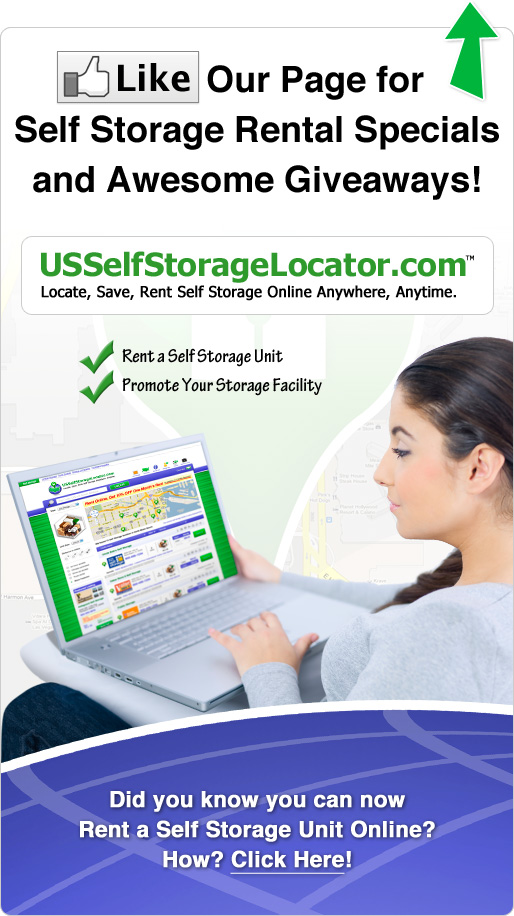 Like Our Page for
Self Storage Rental Specials
and Awesome Giveaways!
USSelfStorageLocator.com™
Locate, Save, Rent Self Storage Online Anywhere, Anytime.
Rent a Self Storage Unit
Promote Your Storage Facility
USSelfStorageLocator.com
Did you know you can now
Rent a Self Storage Unit Online?
How? Click Here!